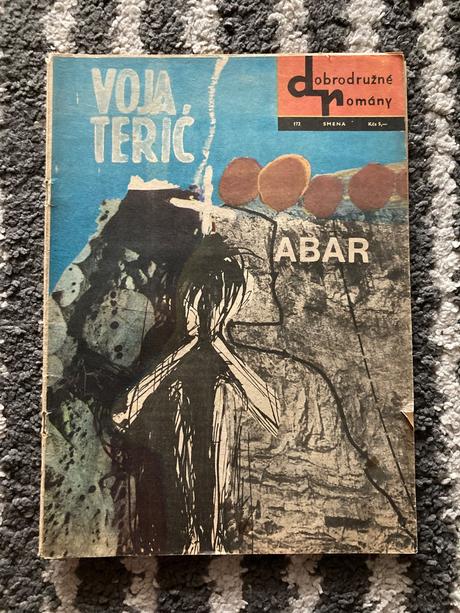 VOJA
TERIĆ
dobrodružné
romány
172 SMENA Kčs 5,—
ABAR